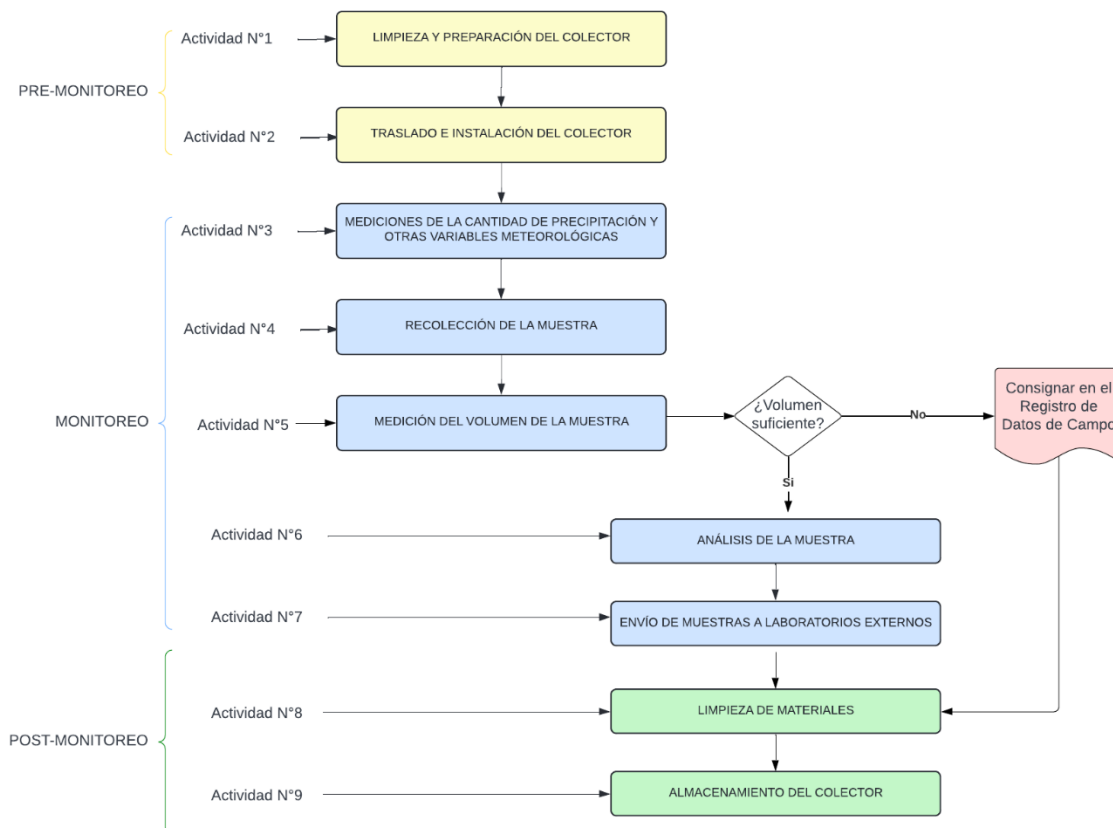 Actividad N°1
LIMPIEZA Y PREPARACIÓN DEL COLECTOR
PRE-MONITOREO
Actividad N°2
TRASLADO E INSTALACIÓN DEL COLECTOR
Actividad N°3
MEDICIONES DE LA CANTIDAD DE PRECIPITACIÓN Y
OTRAS VARIABLES METEOROLÓGICAS
Actividad N°4
RECOLECCIÓN DE LA MUESTRA
MONITOREO
Actividad N°5
MEDICIÓN DEL VOLUMEN DE LA MUESTRA
¿Volumen
suficiente?
No
Consignar en el
Registro de
Datos de Campo
Si
Actividad N°6
ANÁLISIS DE LA MUESTRA
Actividad N°7
ENVÍO DE MUESTRAS A LABORATORIOS EXTERNOS
Actividad N°8
LIMPIEZA DE MATERIALES
POST-MONITOREO
Actividad N°9
ALMACENAMIENTO DEL COLECTOR